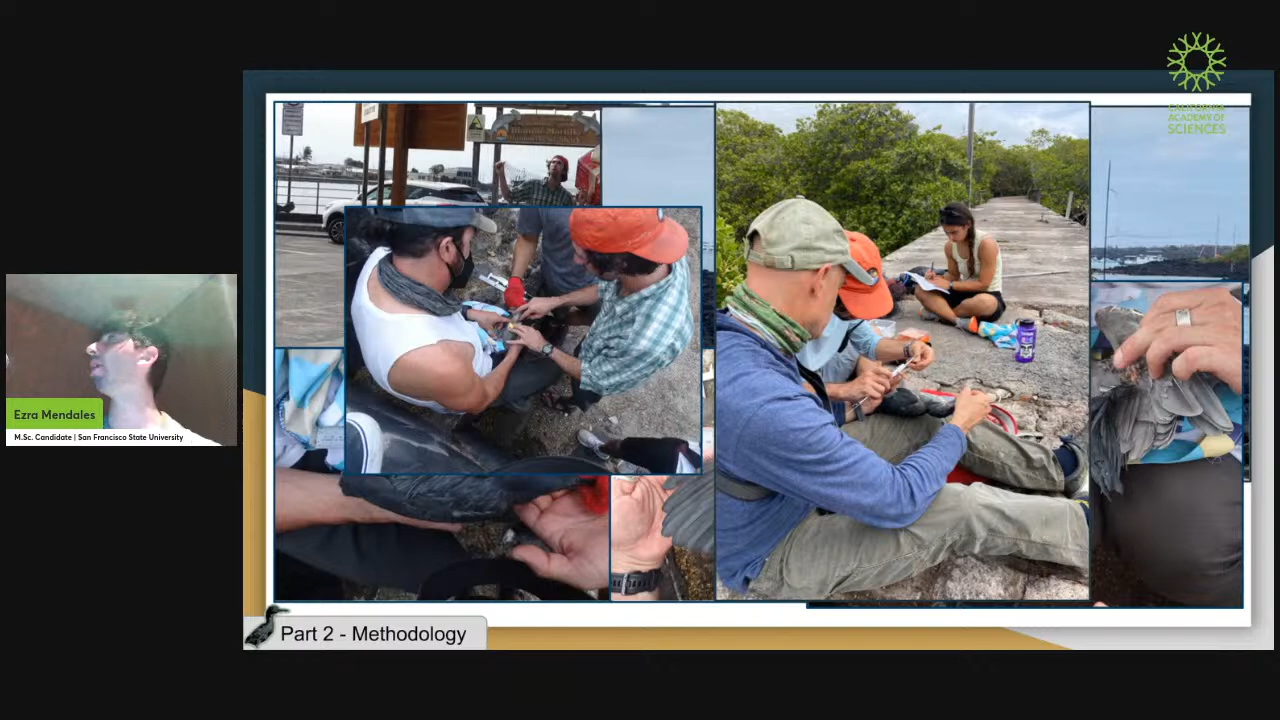 CALIFORNIA
ACADEMY OF
SCIENCES
Ezra Mendales
M.Sc. Candidate | San Francisco State University
Part 2 - Methodology